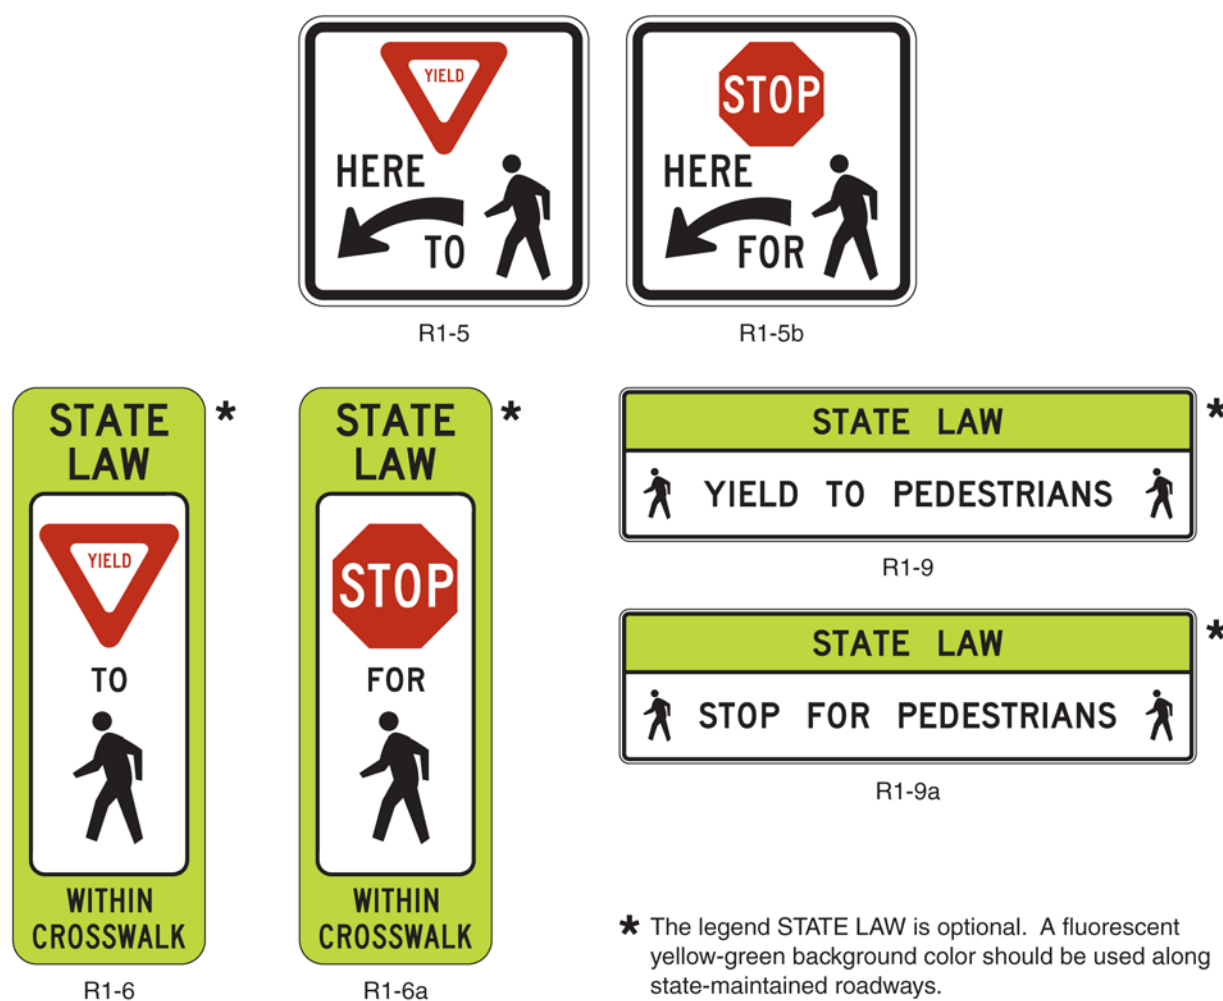 YIELD
HERE
TO
R1-5
STOP
HERE
FOR
R1-5b
STATE
LAW
*
YIELD
TO
WITHIN
CROSSWALK
R1-6
STATE
LAW
*
STOP
FOR
WITHIN
CROSSWALK
R1-6a
STATE LAW
*
YIELD TO PEDESTRIANS
R1-9
STATE LAW
*
STOP FOR PEDESTRIANS
R1-9a
* The legend STATE LAW is optional. A fluorescent
yellow-green background color should be used along
state-maintained roadways.